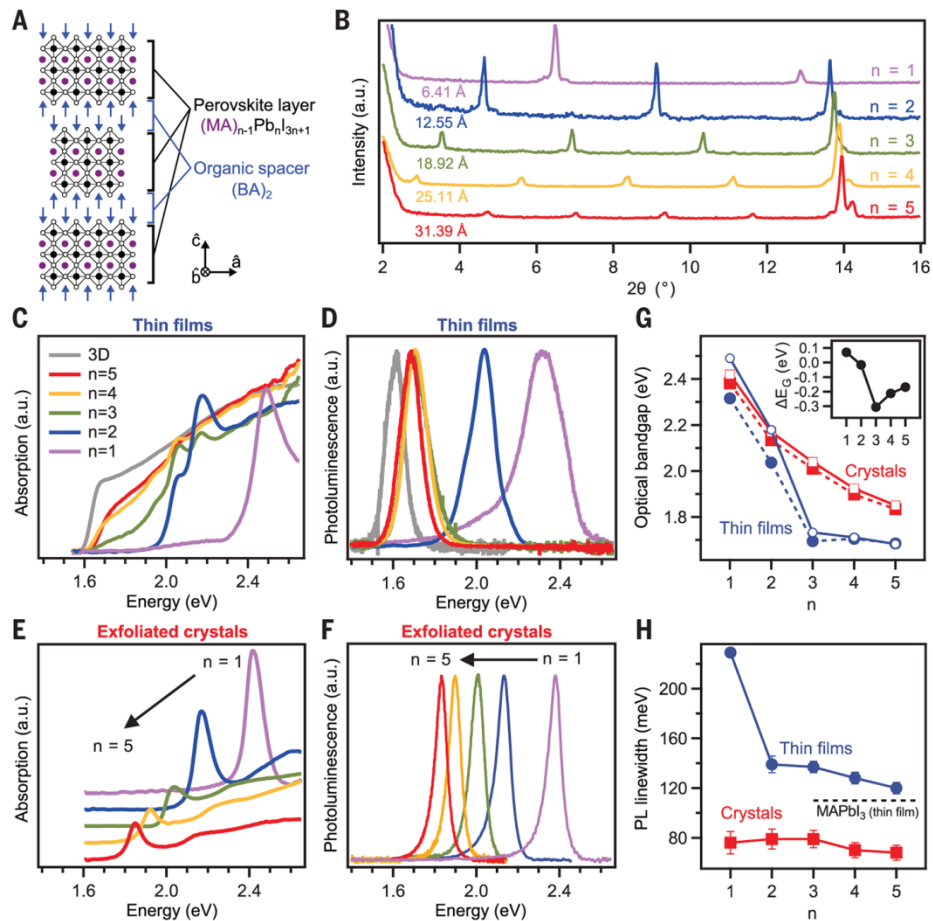 A
Perovskite layer
(MA)n-1PbnI3n+1
Organic spacer
(BA)2
ĉ
b̂
â
B
Intensity (a.u.)
n = 1
6.41 Å
n = 2
12.55 Å
n = 3
18.92 Å
n = 4
25.11 Å
n = 5
31.39 Å
2 4 6 8 10 12 14 16
2θ (°)
C
Thin films
Absorption (a.u.)
3D
n=5
n=4
n=3
n=2
n=1
1.6 2.0 2.4
Energy (eV)
D
Thin films
Photoluminescence (a.u.)
1.6 2.0 2.4
Energy (eV)
G
Optical bandgap (eV)
2.4
2.2
2.0
1.8
ΔEG (eV)
0.1
0.0
-0.1
-0.2
-0.3
1 2 3 4 5
Crystals
Thin films
1 2 3 4 5
n
E
Exfoliated crystals
Absorption (a.u.)
n = 1
n = 5
1.6 2.0 2.4
Energy (eV)
F
Exfoliated crystals
Photoluminescence (a.u.)
n = 5
n = 1
1.6 2.0 2.4
Energy (eV)
H
PL linewidth (meV)
200
160
120
80
Thin films
MAPbI3 (thin film)
Crystals
1 2 3 4 5
n